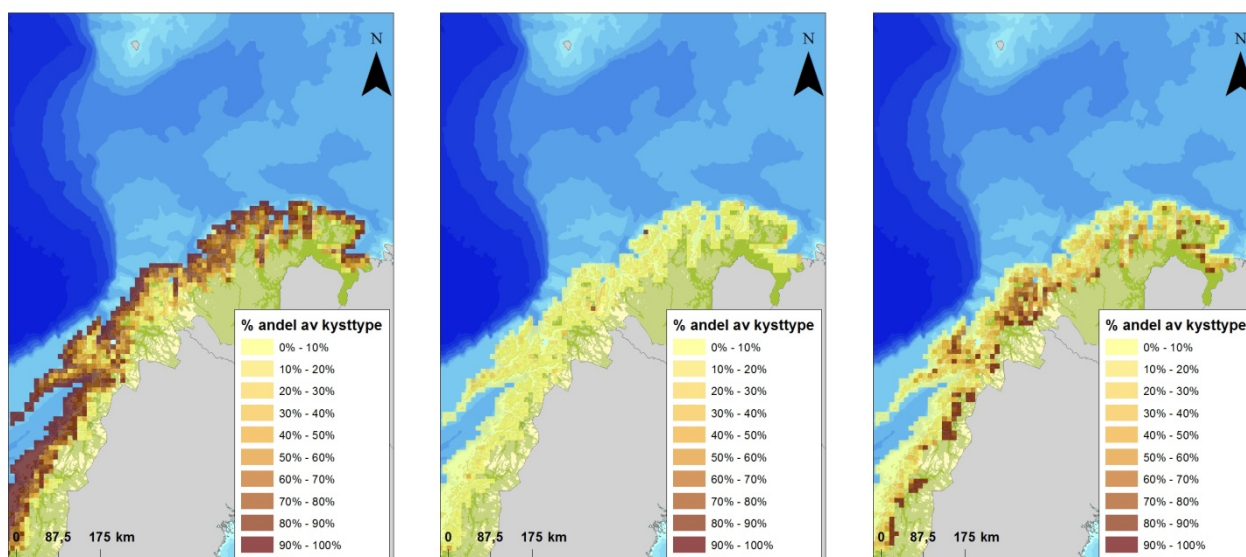 N
% andel av kysttype
0% - 10%
10% - 20%
20% - 30%
30% - 40%
40% - 50%
50% - 60%
60% - 70%
70% - 80%
80% - 90%
90% - 100%
0 87,5 175 km
N
% andel av kysttype
0% - 10%
10% - 20%
20% - 30%
30% - 40%
40% - 50%
50% - 60%
60% - 70%
70% - 80%
80% - 90%
90% - 100%
0 87,5 175 km
N
% andel av kysttype
0% - 10%
10% - 20%
20% - 30%
30% - 40%
40% - 50%
50% - 60%
60% - 70%
70% - 80%
80% - 90%
90% - 100%
0 87,5 175 km